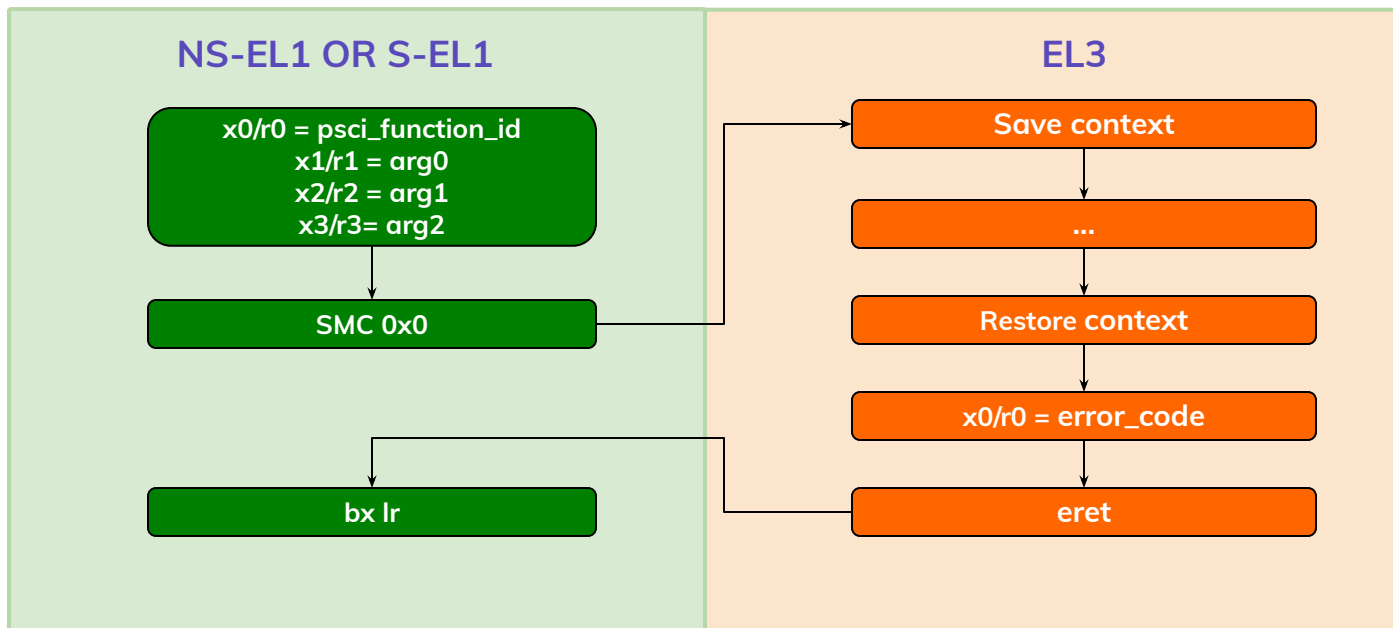 NS-EL1 OR S-EL1
x0/r0 = psci_function_id
x1/r1 = arg0
x2/r2 = arg1
x3/r3= arg2
SMC 0x0
bx lr
EL3
Save context
...
Restore context
x0/r0 = error_code
eret